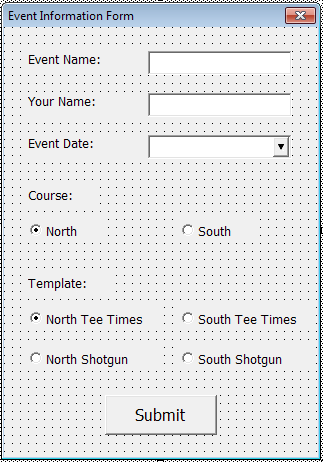 Event Information Form
Event Name:
Your Name:
Event Date:
Course:
North South
Template:
North Tee Times South Tee Times
North Shotgun South Shotgun
Submit